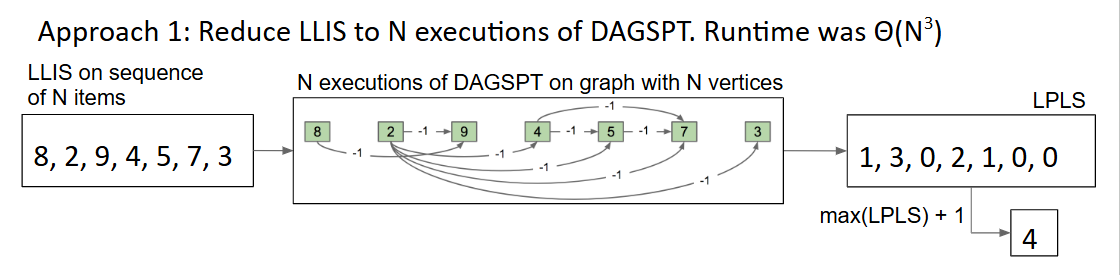 Approach 1: Reduce LLIS to N executions of DAGSPT. Runtime was Θ(N³)
LLIS on sequence
of N items
N executions of DAGSPT on graph with N vertices
LPLS
8, 2, 9, 4, 5, 7, 3
-1
8 2 -1 9 4 -1 5 -1 7 3
-1 -1
-1
-1
-1
1, 3, 0, 2, 1, 0, 0
max(LPLS) + 1
4